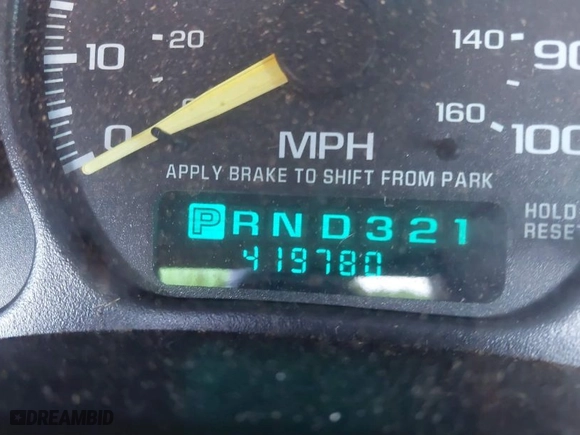 20
140
90
10
160
0
100
MPH
APPLY BRAKE TO SHIFT FROM PARK
PRND321
419780
HOLD
RESET
DREAMBID